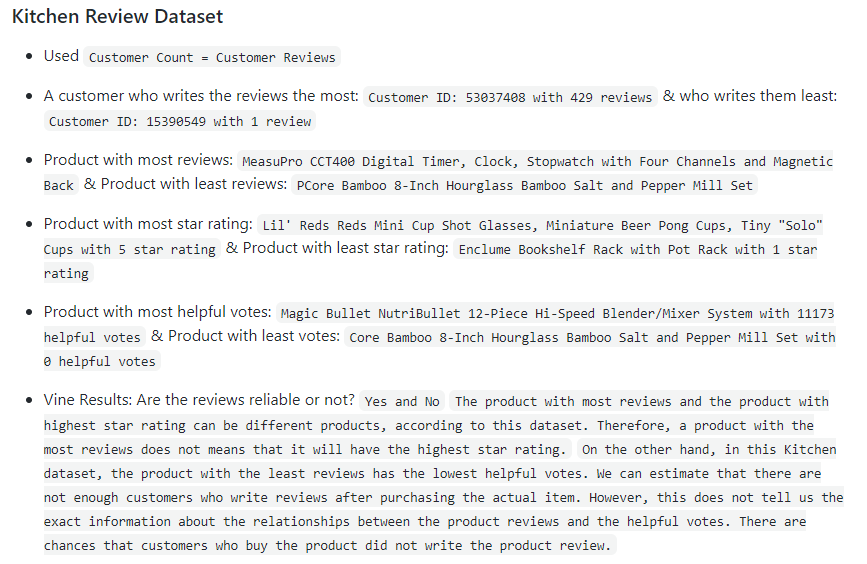 Kitchen Review Dataset
Used Customer Count = Customer Reviews
A customer who writes the reviews the most: Customer ID: 53037408 with 429 reviews & who writes them least:
Customer ID: 15390549 with 1 review
Product with most reviews: MeasuPro CCT400 Digital Timer, Clock, Stopwatch with Four Channels and Magnetic
Back & Product with least reviews: PCore Bamboo 8-Inch Hourglass Bamboo Salt and Pepper Mill Set
Product with most star rating: Lil' Reds Reds Mini Cup Shot Glasses, Miniature Beer Pong Cups, Tiny "Solo"
Cups with 5 star rating & Product with least star rating: Enclume Bookshelf Rack with Pot Rack with 1 star
rating
Product with most helpful votes: Magic Bullet NutriBullet 12-Piece Hi-Speed Blender/Mixer System with 11173
helpful votes & Product with least votes: Core Bamboo 8-Inch Hourglass Bamboo Salt and Pepper Mill Set with
0 helpful votes
Vine Results: Are the reviews reliable or not? Yes and No The product with most reviews and the product with
highest star rating can be different products, according to this dataset. Therefore, a product with the
most reviews does not means that it will have the highest star rating. On the other hand, in this Kitchen
dataset, the product with the least reviews has the lowest helpful votes. We can estimate that there are
not enough customers who write reviews after purchasing the actual item. However, this does not tell us the
exact information about the relationships between the product reviews and the helpful votes. There are
chances that customers who buy the product did not write the product review.